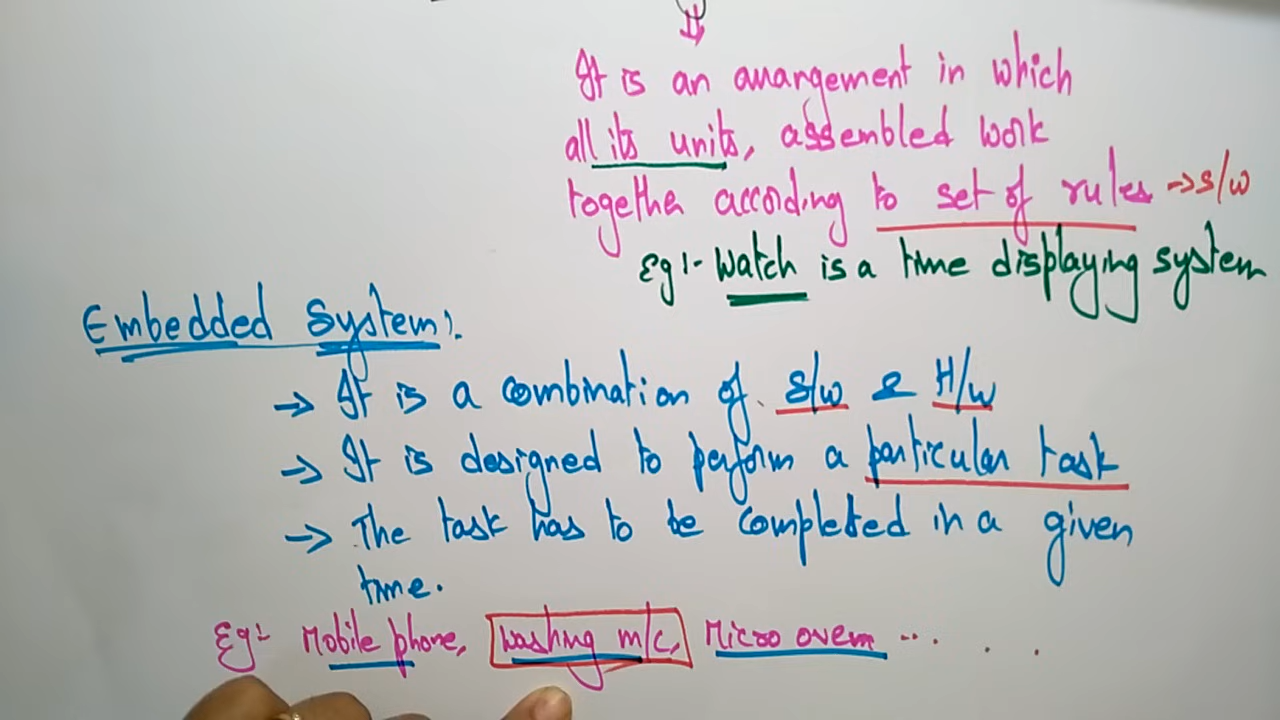 It is an arrangement in which
all its units, assembled work
together according to set of rules → s/w
Eg:- Watch is a time displaying system
Embedded System:.
→ It is a combination of S/w & H/w
→ It is designed to perform a particular task
→ The task has to be completed in a given
time.
Eg:- Mobile phone, washing m/c, Micro ovem .....